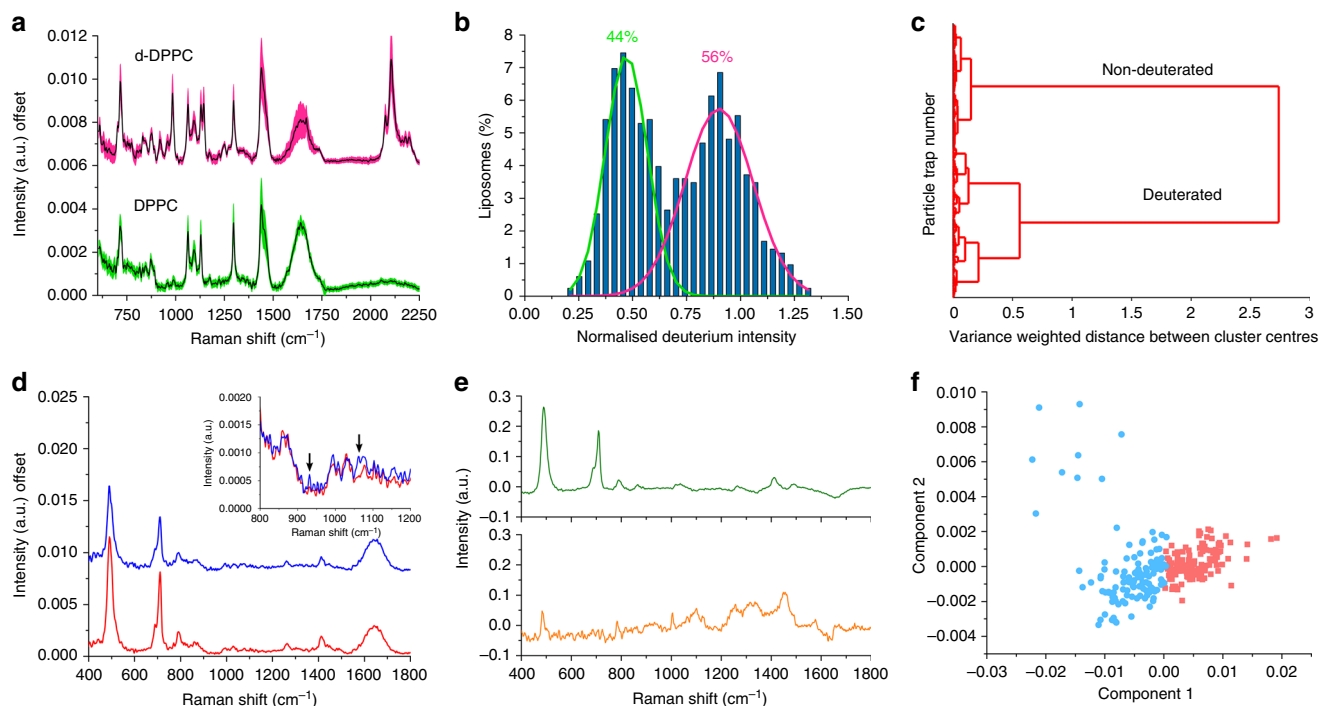 a
0.012
0.010
0.008
0.006
0.004
0.002
0.000
Intensity (a.u.) offset
d-DPPC
DPPC
750 1000 1250 1500 1750 2000 2250
Raman shift (cm−1)
b
8
7
6
5
4
3
2
1
0
Liposomes (%)
44%
56%
0.00 0.25 0.50 0.75 1.00 1.25 1.50
Normalised deuterium intensity
c
Particle trap number
Non-deuterated
Deuterated
0 0.5 1 1.5 2 2.5 3
Variance weighted distance between cluster centres
d
0.025
0.020
0.015
0.010
0.005
0.000
Intensity (a.u.) offset
0.0020
0.0015
0.0010
0.0005
0.0000
Intensity (a.u.)
800 900 1000 1100 1200
Raman shift (cm−1)
400 600 800 1000 1200 1400 1600 1800
Raman shift (cm−1)
e
0.3
0.2
0.1
0.0
−0.1
0.3
0.2
0.1
0.0
−0.1
Intensity (a.u.)
400 600 800 1000 1200 1400 1600 1800
Raman shift (cm−1)
f
0.010
0.008
0.006
0.004
0.002
0.000
−0.002
−0.004
Component 2
−0.03 −0.02 −0.01 0.00 0.01 0.02
Component 1